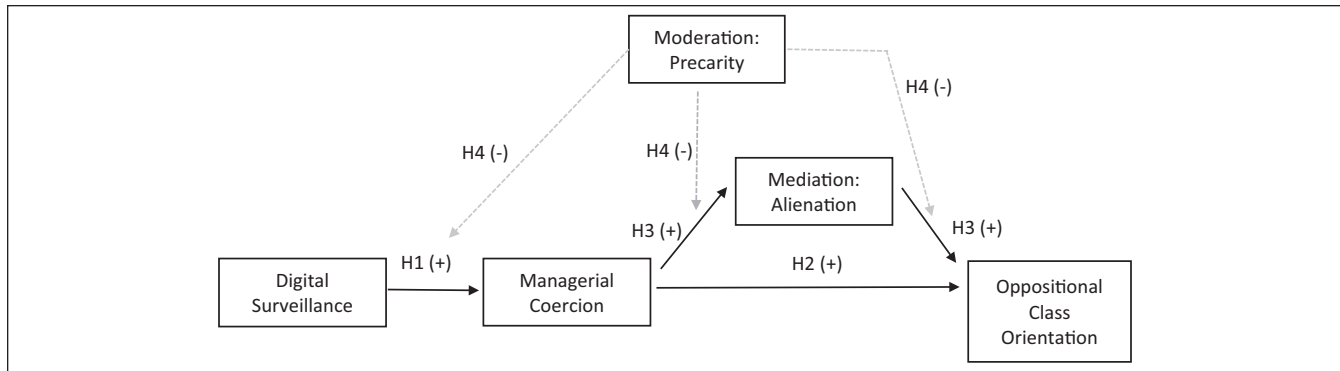 Moderation:
Precarity
H4 (-)
H4 (-)
H4 (-)
Mediation:
Alienation
H3 (+)
H3 (+)
H1 (+)
H2 (+)
Digital
Surveillance
Managerial
Coercion
Oppositional
Class
Orientation